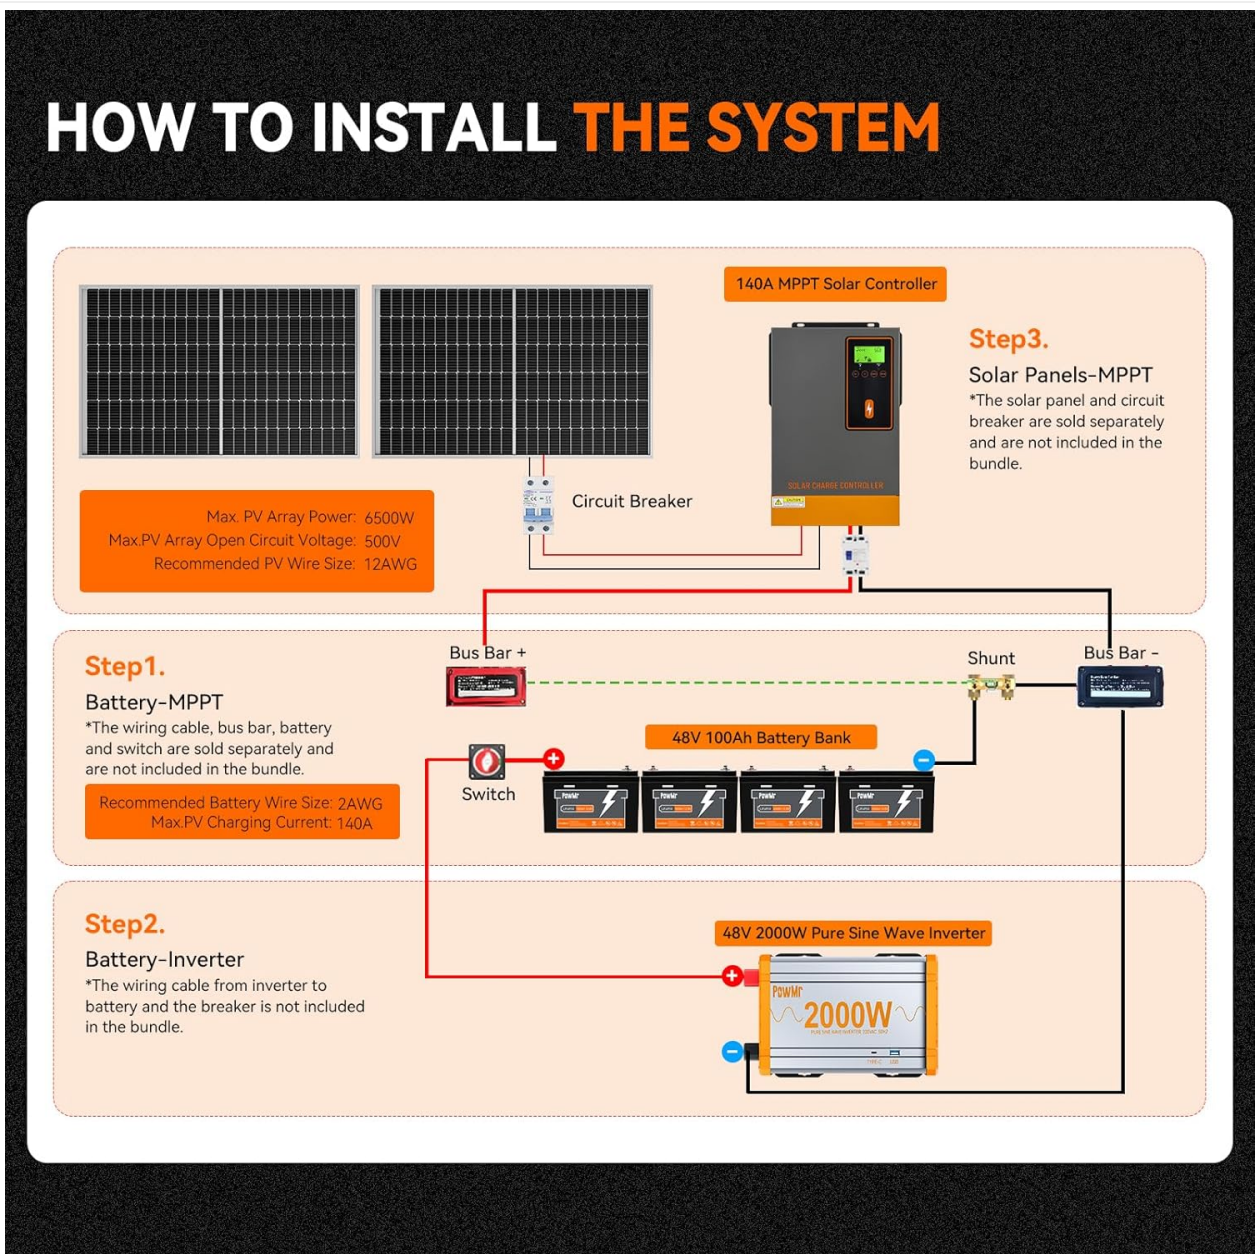 HOW TO INSTALL THE SYSTEM
140A MPPT Solar Controller
Step3.
Solar Panels-MPPT
*The solar panel and circuit
breaker are sold separately
and are not included in the
bundle.
SOLAR CHARGE CONTROLLER
Circuit Breaker
Max. PV Array Power: 6500W
Max.PV Array Open Circuit Voltage: 500V
Recommended PV Wire Size: 12AWG
Step1.
Battery-MPPT
*The wiring cable, bus bar, battery
and switch are sold separately and
are not included in the bundle.
Recommended Battery Wire Size: 2AWG
Max.PV Charging Current: 140A
Bus Bar +
Shunt
Bus Bar -
Switch
+
48V 100Ah Battery Bank
-
PowMr
PowMr
PowMr
PowMr
Step2.
Battery-Inverter
*The wiring cable from inverter to
battery and the breaker is not included
in the bundle.
48V 2000W Pure Sine Wave Inverter
+
PowMr
2000W
-